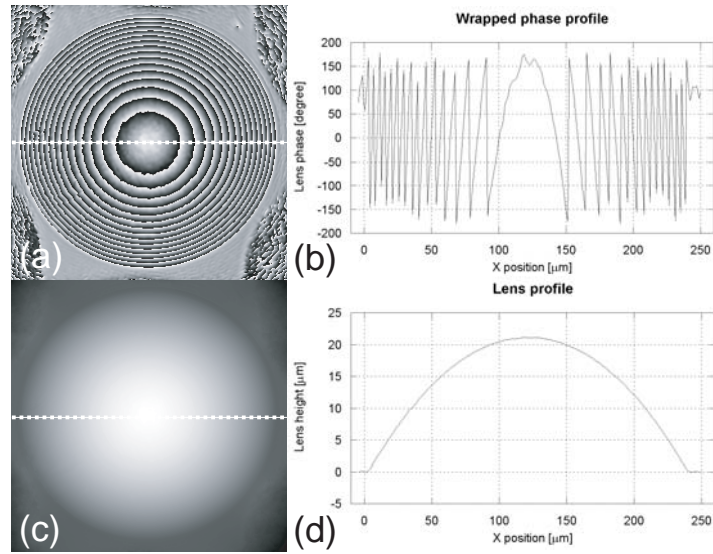 (a)
Wrapped phase profile
Lens phase [degree]
200
150
100
50
0
-50
-100
-150
-200
0
50
100
150
200
250
X position [µm]
(b)
(c)
Lens profile
Lens height [µm]
25
20
15
10
5
0
-5
0
50
100
150
200
250
X position [µm]
(d)